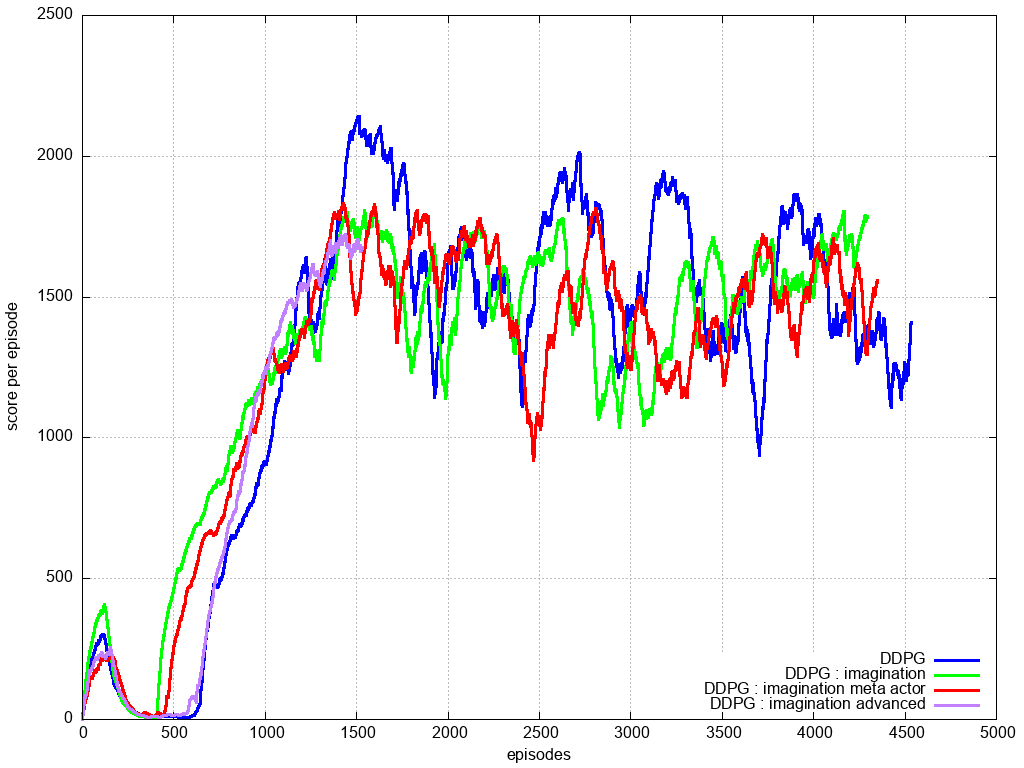 2500
2000
1500
1000
500
0
score per episode
DDPG
DDPG : imagination
DDPG : imagination meta actor
DDPG : imagination advanced
0 500 1000 1500 2000 2500 3000 3500 4000 4500 5000
episodes